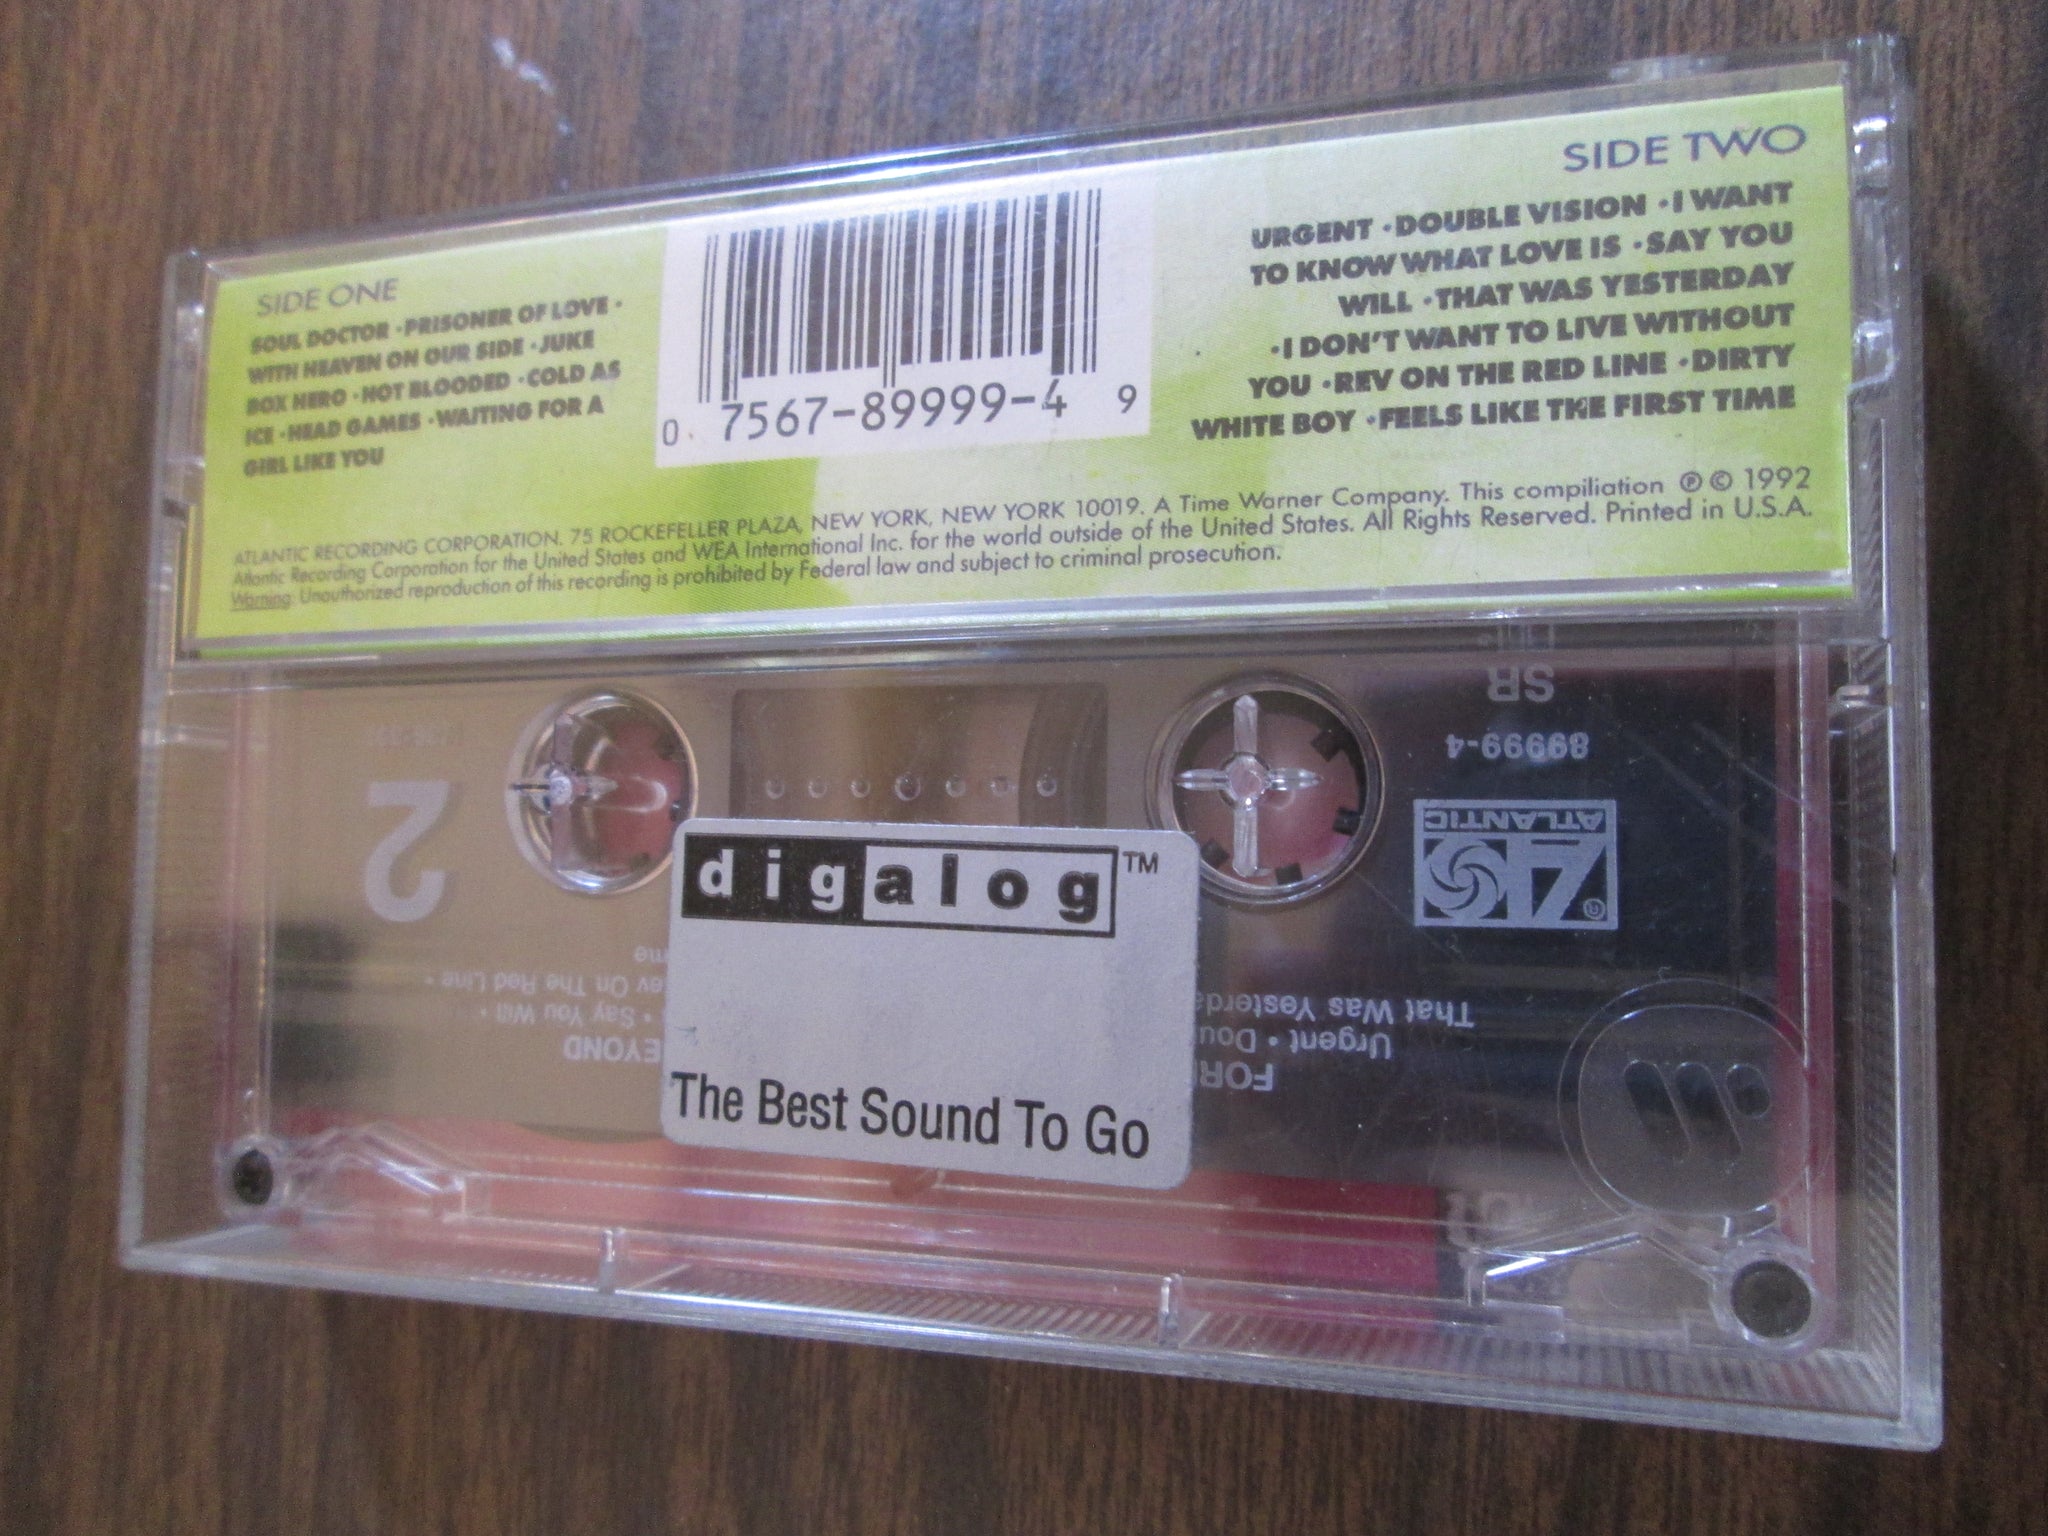 SIDE ONE
SOUL DOCTOR • PRISONER OF LOVE •
WITH HEAVEN ON OUR SIDE • JUKE
BOX HERO • HOT BLOODED • COLD AS
ICE • HEAD GAMES • WAITING FOR A
GIRL LIKE YOU
0 7567-89999-4 9
SIDE TWO
URGENT • DOUBLE VISION • I WANT
TO KNOW WHAT LOVE IS • SAY YOU
WILL • THAT WAS YESTERDAY
• I DON'T WANT TO LIVE WITHOUT
YOU • REV ON THE RED LINE • DIRTY
WHITE BOY • FEELS LIKE THE FIRST TIME
ATLANTIC RECORDING CORPORATION, 75 ROCKEFELLER PLAZA, NEW YORK, NEW YORK 10019. A Time Warner Company. This compiliation ℗ © 1992
Atlantic Recording Corporation for the United States and WEA International Inc. for the world outside of the United States. All Rights Reserved. Printed in U.S.A.
Warning: Unauthorized reproduction of this recording is prohibited by Federal law and subject to criminal prosecution.
digalog™
The Best Sound To Go
FOR EYOND
Urgent • Dou • Say You Will •
That Was Yesterda ev On The Red Line •
me
2
ATLANTIC
®
89999-4
SR